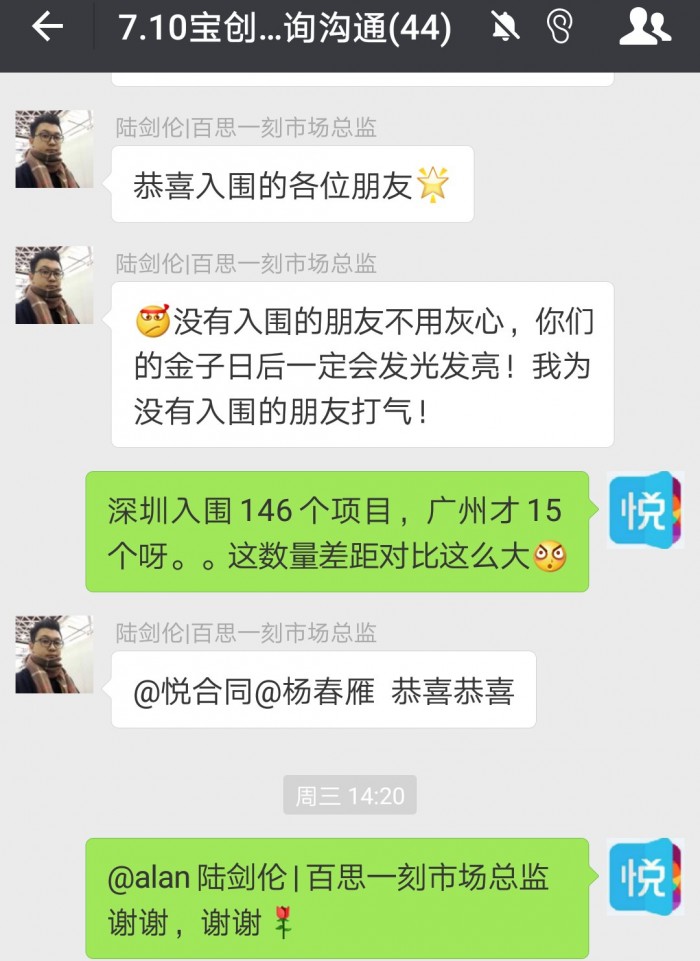 7.10宝创...询沟通(44)
陆剑伦|百思一刻市场总监
恭喜入围的各位朋友
陆剑伦|百思一刻市场总监
没有入围的朋友不用灰心，你们
的金子日后一定会发光发亮！我为
没有入围的朋友打气！
深圳入围 146 个项目，广州才 15
个呀。。这数量差距对比这么大
悦
陆剑伦|百思一刻市场总监
@悦合同@杨春雁 恭喜恭喜
周三 14:20
@alan 陆剑伦 | 百思一刻市场总监
谢谢，谢谢
悦